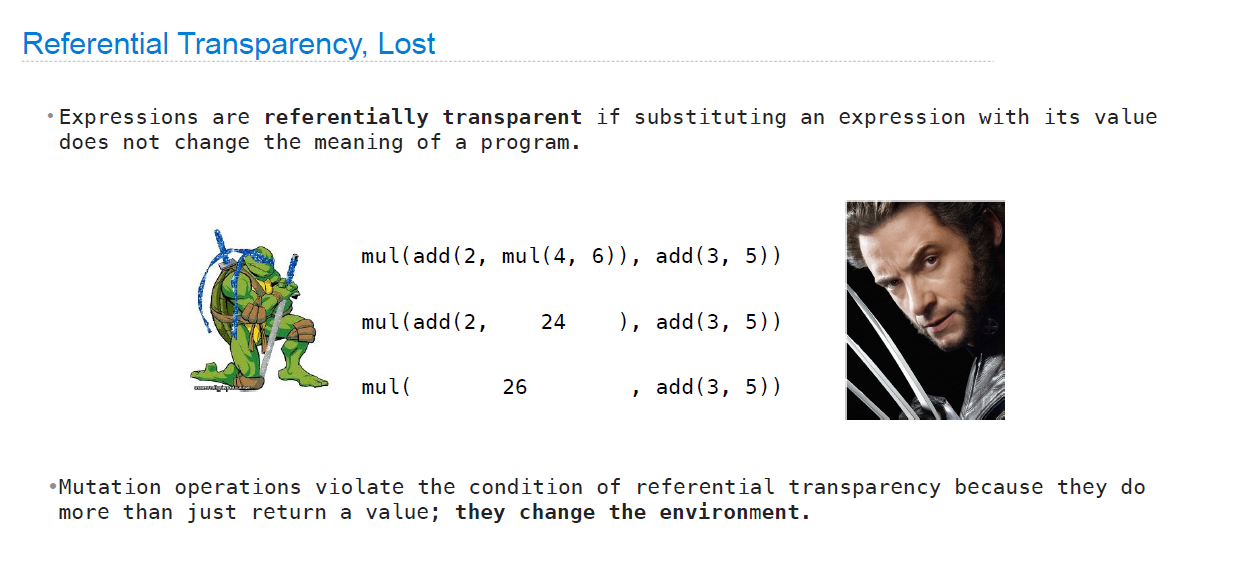 Referential Transparency, Lost
•Expressions are referentially transparent if substituting an expression with its value
does not change the meaning of a program.
mul(add(2, mul(4, 6)), add(3, 5))
mul(add(2, 24 ), add(3, 5))
mul( 26 , add(3, 5))
•Mutation operations violate the condition of referential transparency because they do
more than just return a value; they change the environment.